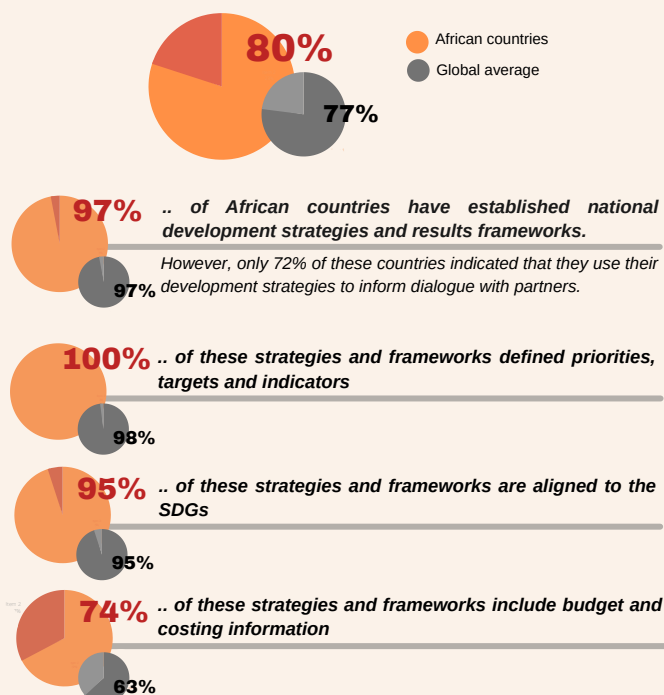 80%
African countries
Global average
77%
97%
.. of African countries have established national
development strategies and results frameworks.
However, only 72% of these countries indicated that they use their
development strategies to inform dialogue with partners.
97%
100%
.. of these strategies and frameworks defined priorities,
targets and indicators
98%
95%
.. of these strategies and frameworks are aligned to the
SDGs
95%
74%
.. of these strategies and frameworks include budget and
costing information
63%